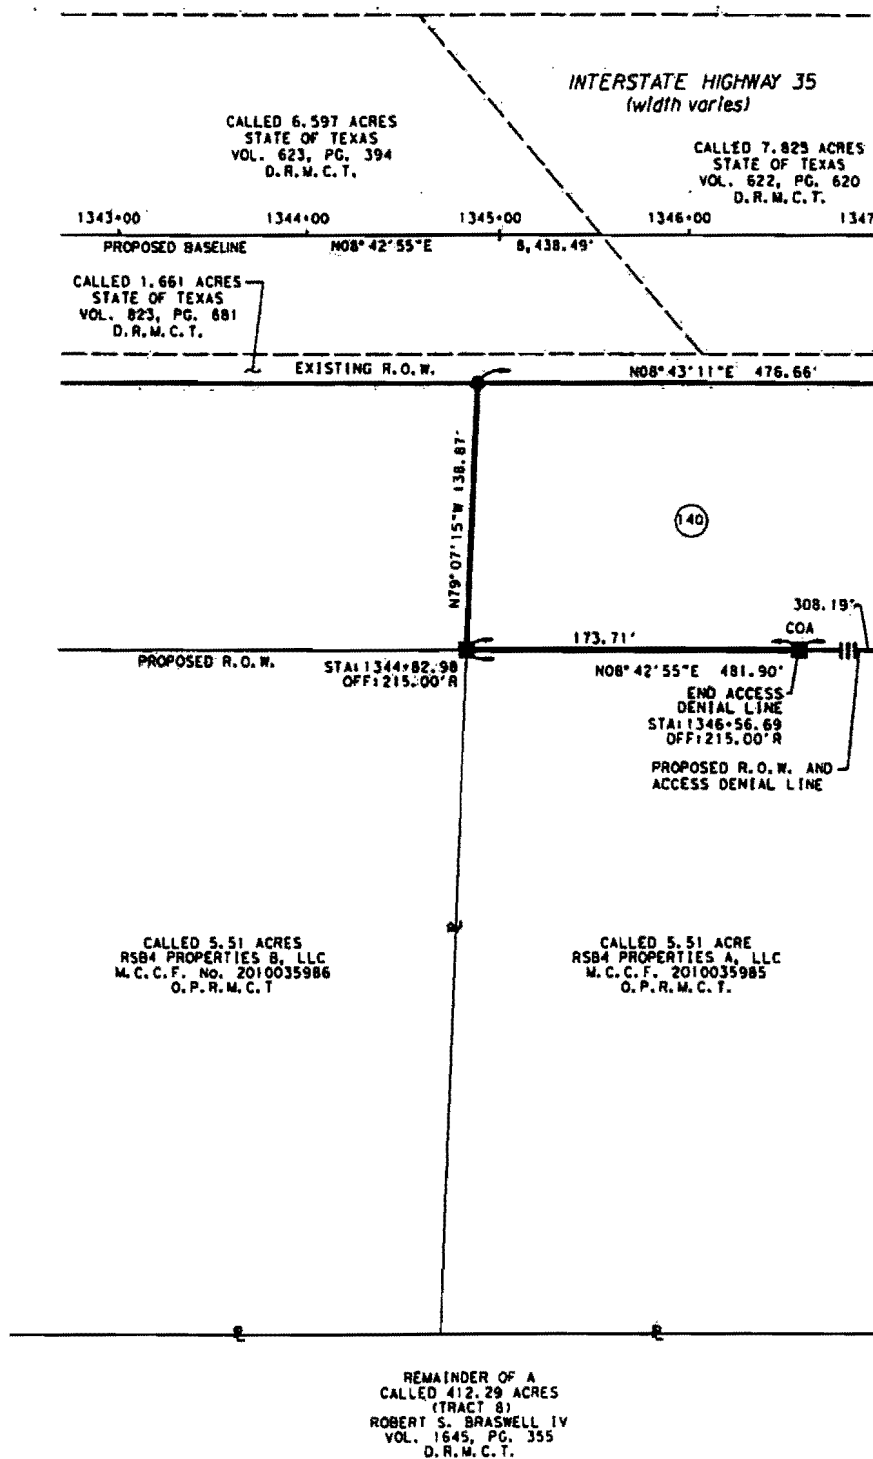 INTERSTATE HIGHWAY 35
(width varies)
CALLED 6.597 ACRES
STATE OF TEXAS
VOL. 623, PG. 394
D.R.M.C.T.
CALLED 7.825 ACRES
STATE OF TEXAS
VOL. 622, PG. 620
D.R.M.C.T.
1343+00 1344+00 1345+00 1346+00 1347
PROPOSED BASELINE N08°42'55"E 8,438.49'
CALLED 1.661 ACRES
STATE OF TEXAS
VOL. 823, PG. 681
D.R.M.C.T.
EXISTING R.O.W. N08°43'11"E 476.66'
N79°07'15"W 138.87'
140
308.19'
COA
173.71'
PROPOSED R.O.W.
STA:1344+82.98
OFF:215.00'R
N08°42'55"E 481.90'
END ACCESS
DENIAL LINE
STA:1346+56.69
OFF:215.00'R
PROPOSED R.O.W. AND
ACCESS DENIAL LINE
CALLED 5.51 ACRES
RSB4 PROPERTIES B, LLC
M.C.C.F. No. 2010035986
O.P.R.M.C.T
CALLED 5.51 ACRE
RSB4 PROPERTIES A, LLC
M.C.C.F. 2010035985
O.P.R.M.C.T.
REMAINDER OF A
CALLED 412.29 ACRES
(TRACT 8)
ROBERT S. BRASWELL IV
VOL. 1645, PG. 355
D.R.M.C.T.